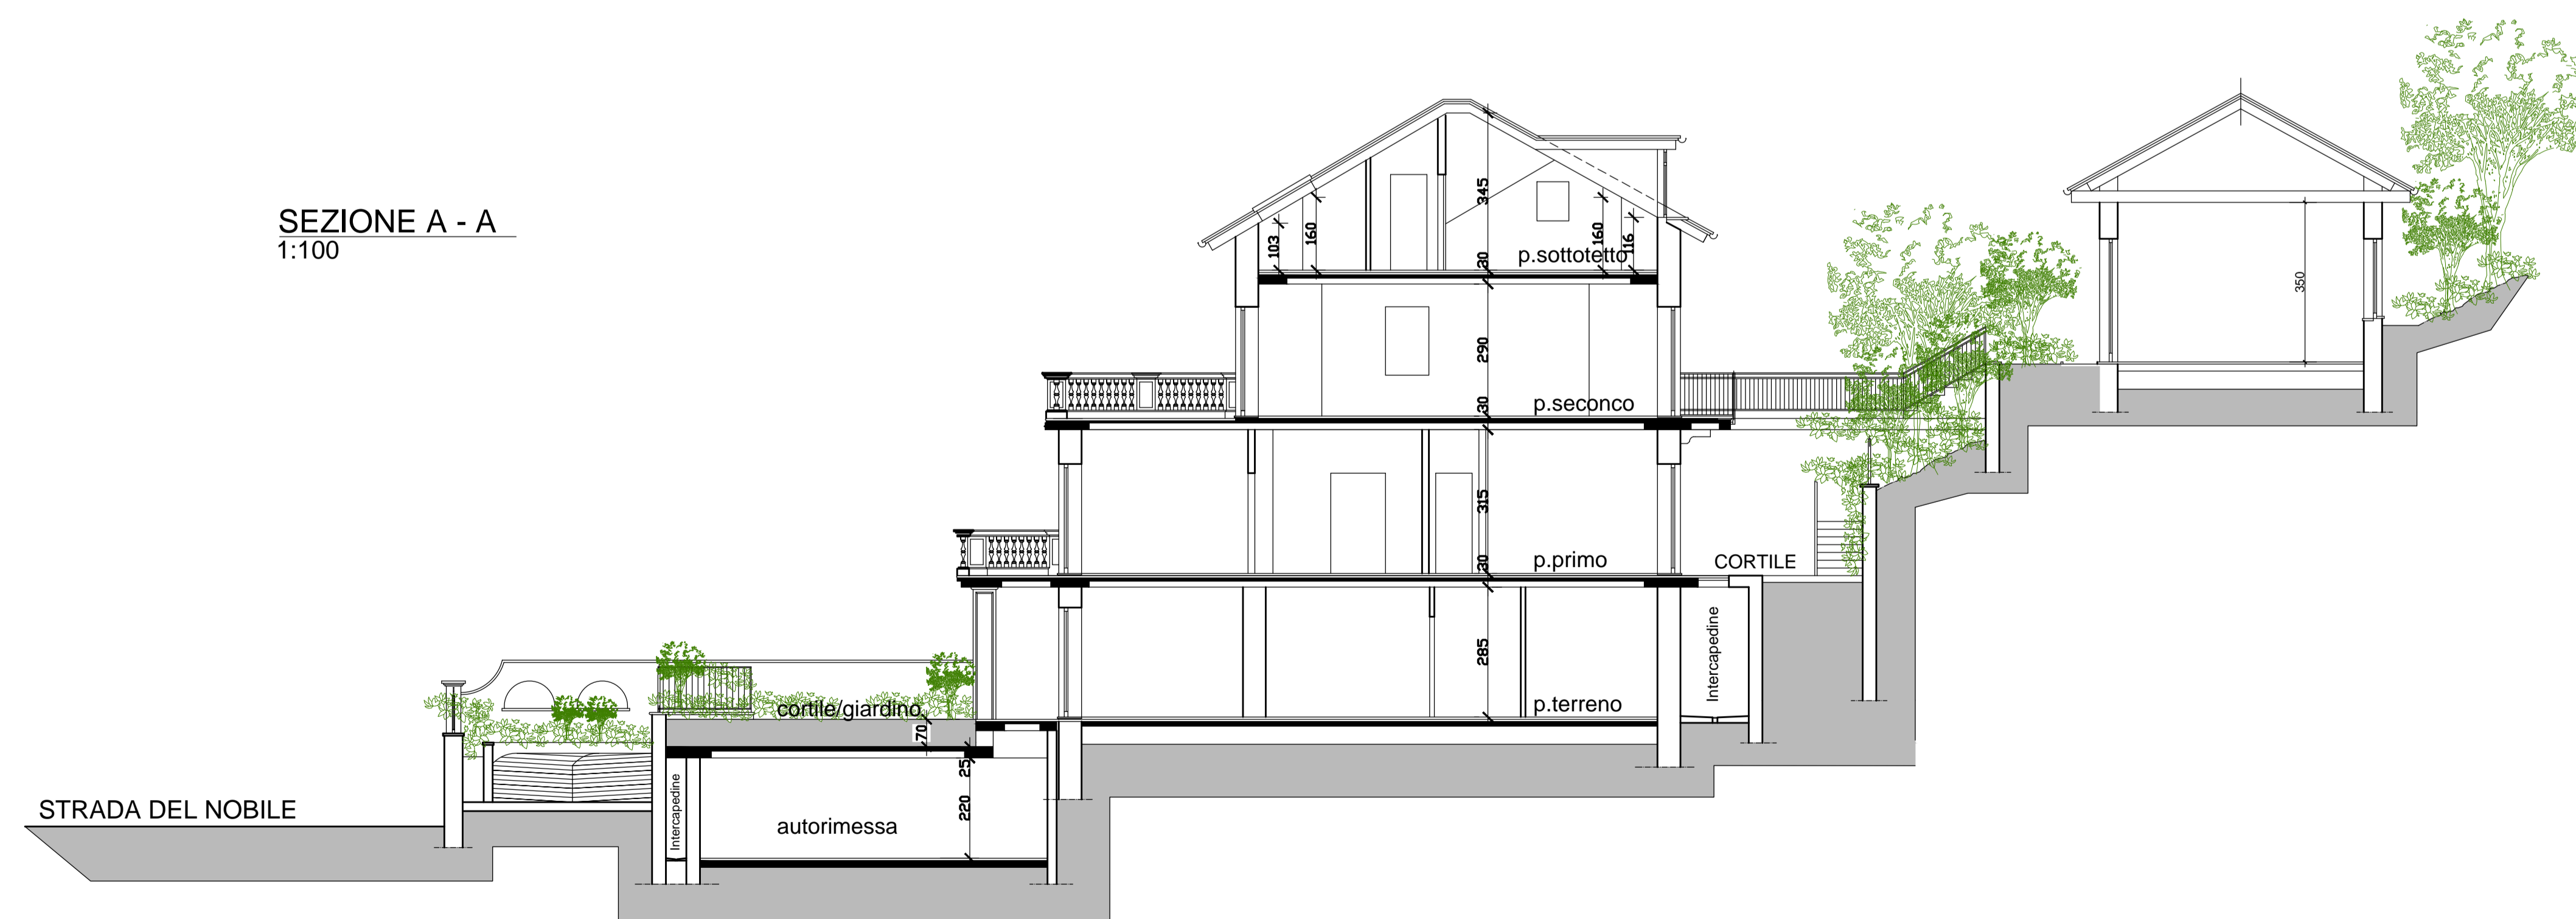 SEZIONE A - A
1:100
345
103
160
160
116
30
p.sottotetto
350
290
30
p.seconco
315
30
p.primo
CORTILE
Intercapedine
285
p.terreno
cortile/giardino
70
25
Intercapedine
220
autorimessa
STRADA DEL NOBILE